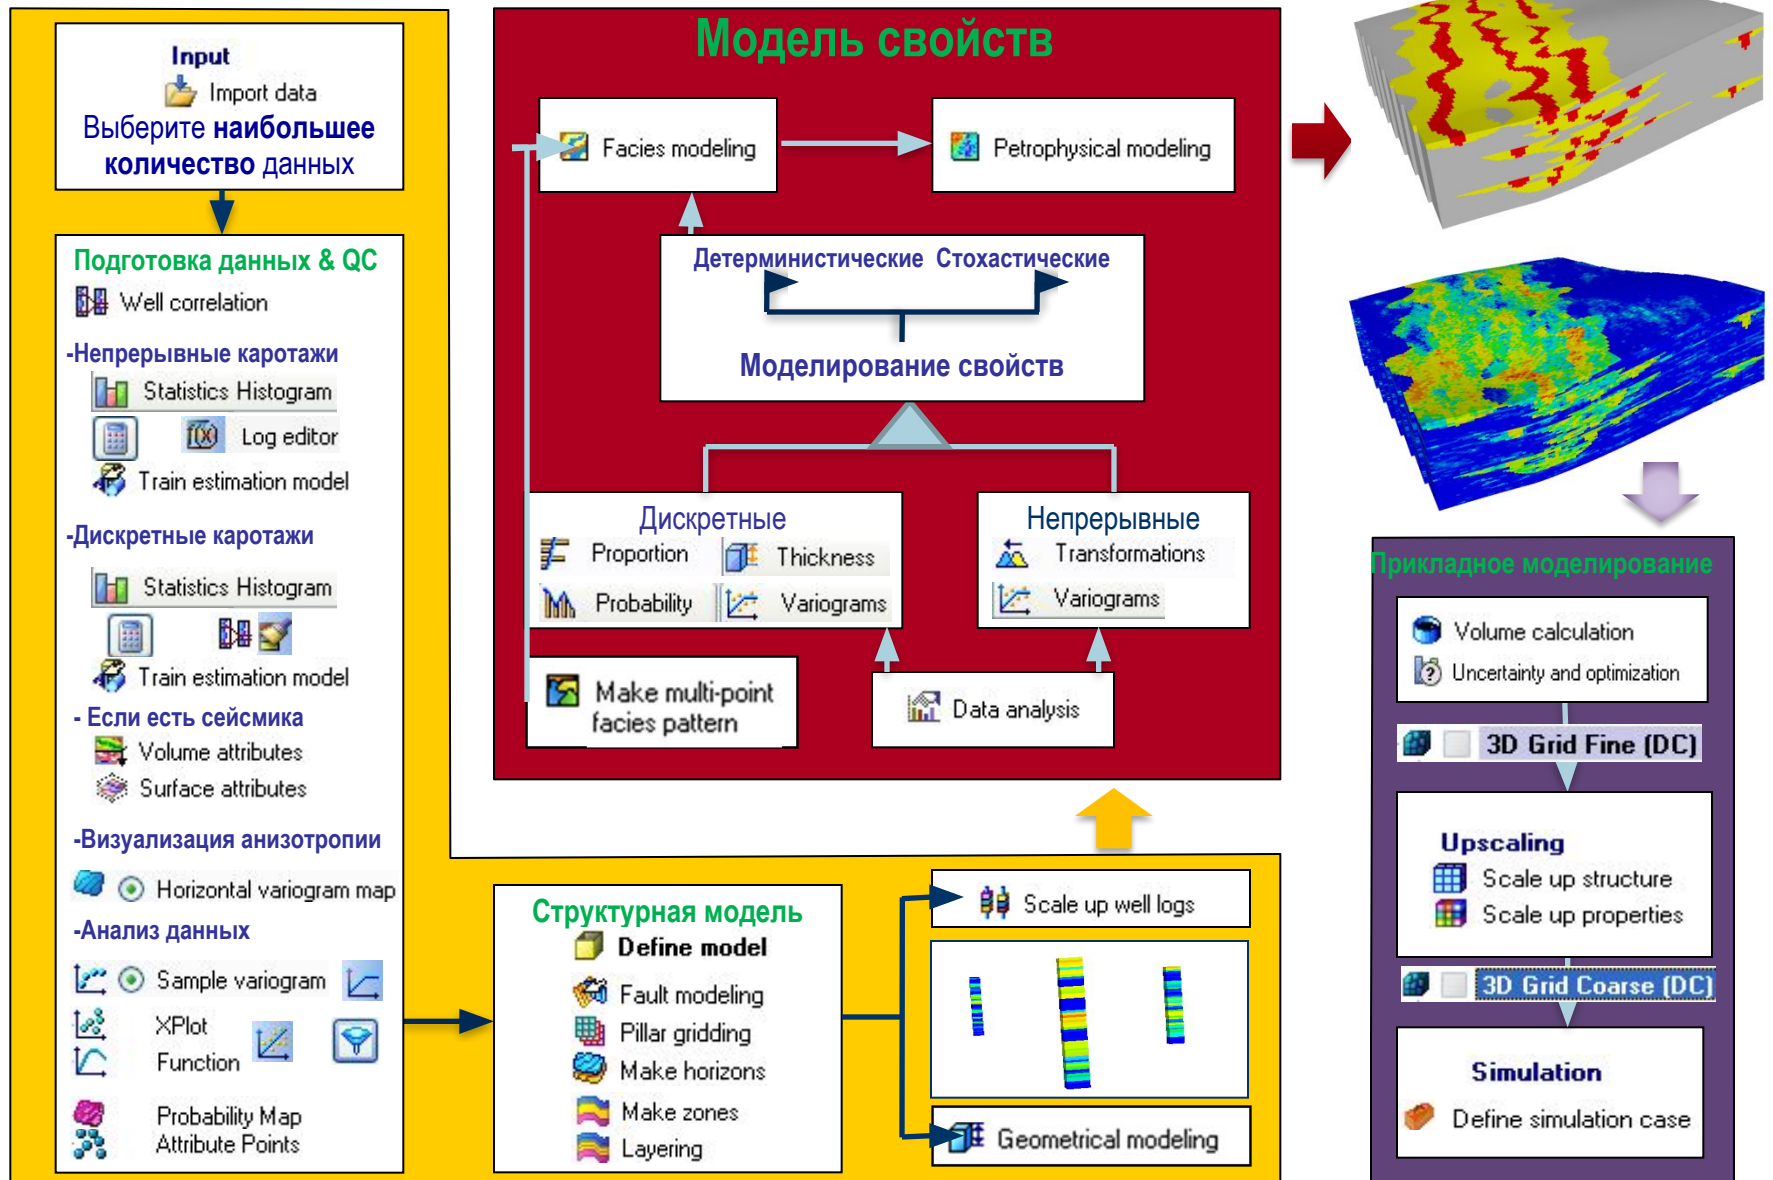 Input
Import data
Выберите наибольшее
количество данных
Подготовка данных & QC
Well correlation
-Непрерывные каротажи
Statistics Histogram
f(x) Log editor
Train estimation model
-Дискретные каротажи
Statistics Histogram
Train estimation model
- Если есть сейсмика
Volume attributes
Surface attributes
-Визуализация анизотропии
Horizontal variogram map
-Анализ данных
Sample variogram
XPlot
Function
Probability Map
Attribute Points
Структурная модель
Define model
Fault modeling
Pillar gridding
Make horizons
Make zones
Layering
Scale up well logs
Geometrical modeling
Модель свойств
Facies modeling
Petrophysical modeling
Детерминистические Стохастические
Моделирование свойств
Дискретные
Proportion Thickness
Probability Variograms
Непрерывные
Transformations
Variograms
Make multi-point
facies pattern
Data analysis
Прикладное моделирование
Volume calculation
Uncertainty and optimization
3D Grid Fine (DC)
Upscaling
Scale up structure
Scale up properties
3D Grid Coarse (DC)
Simulation
Define simulation case